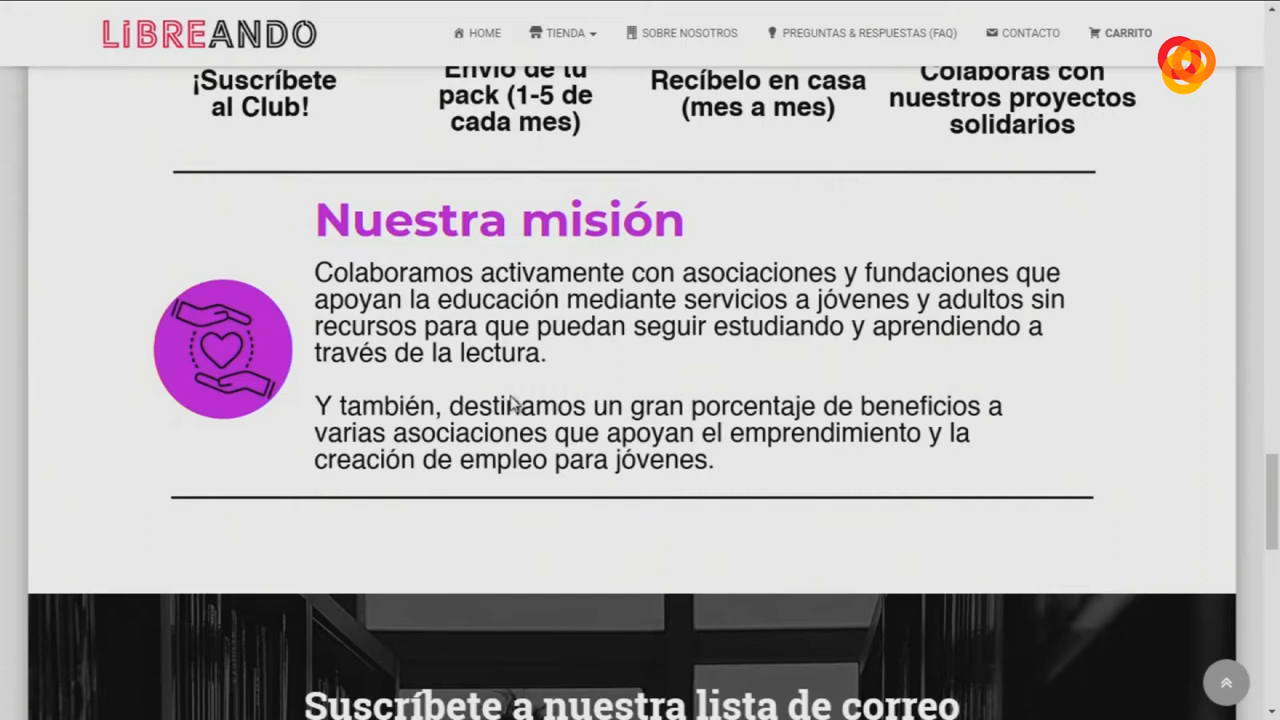 LIBREANDO
HOME
TIENDA
SOBRE NOSOTROS
PREGUNTAS & RESPUESTAS (FAQ)
CONTACTO
CARRITO
¡Suscríbete
al Club!
Envío de tu
pack (1-5 de
cada mes)
Recíbelo en casa
(mes a mes)
Colaboras con
nuestros proyectos
solidarios
Nuestra misión
Colaboramos activamente con asociaciones y fundaciones que
apoyan la educación mediante servicios a jóvenes y adultos sin
recursos para que puedan seguir estudiando y aprendiendo a
través de la lectura.
Y también, destinamos un gran porcentaje de beneficios a
varias asociaciones que apoyan el emprendimiento y la
creación de empleo para jóvenes.
Suscríbete a nuestra lista de correo